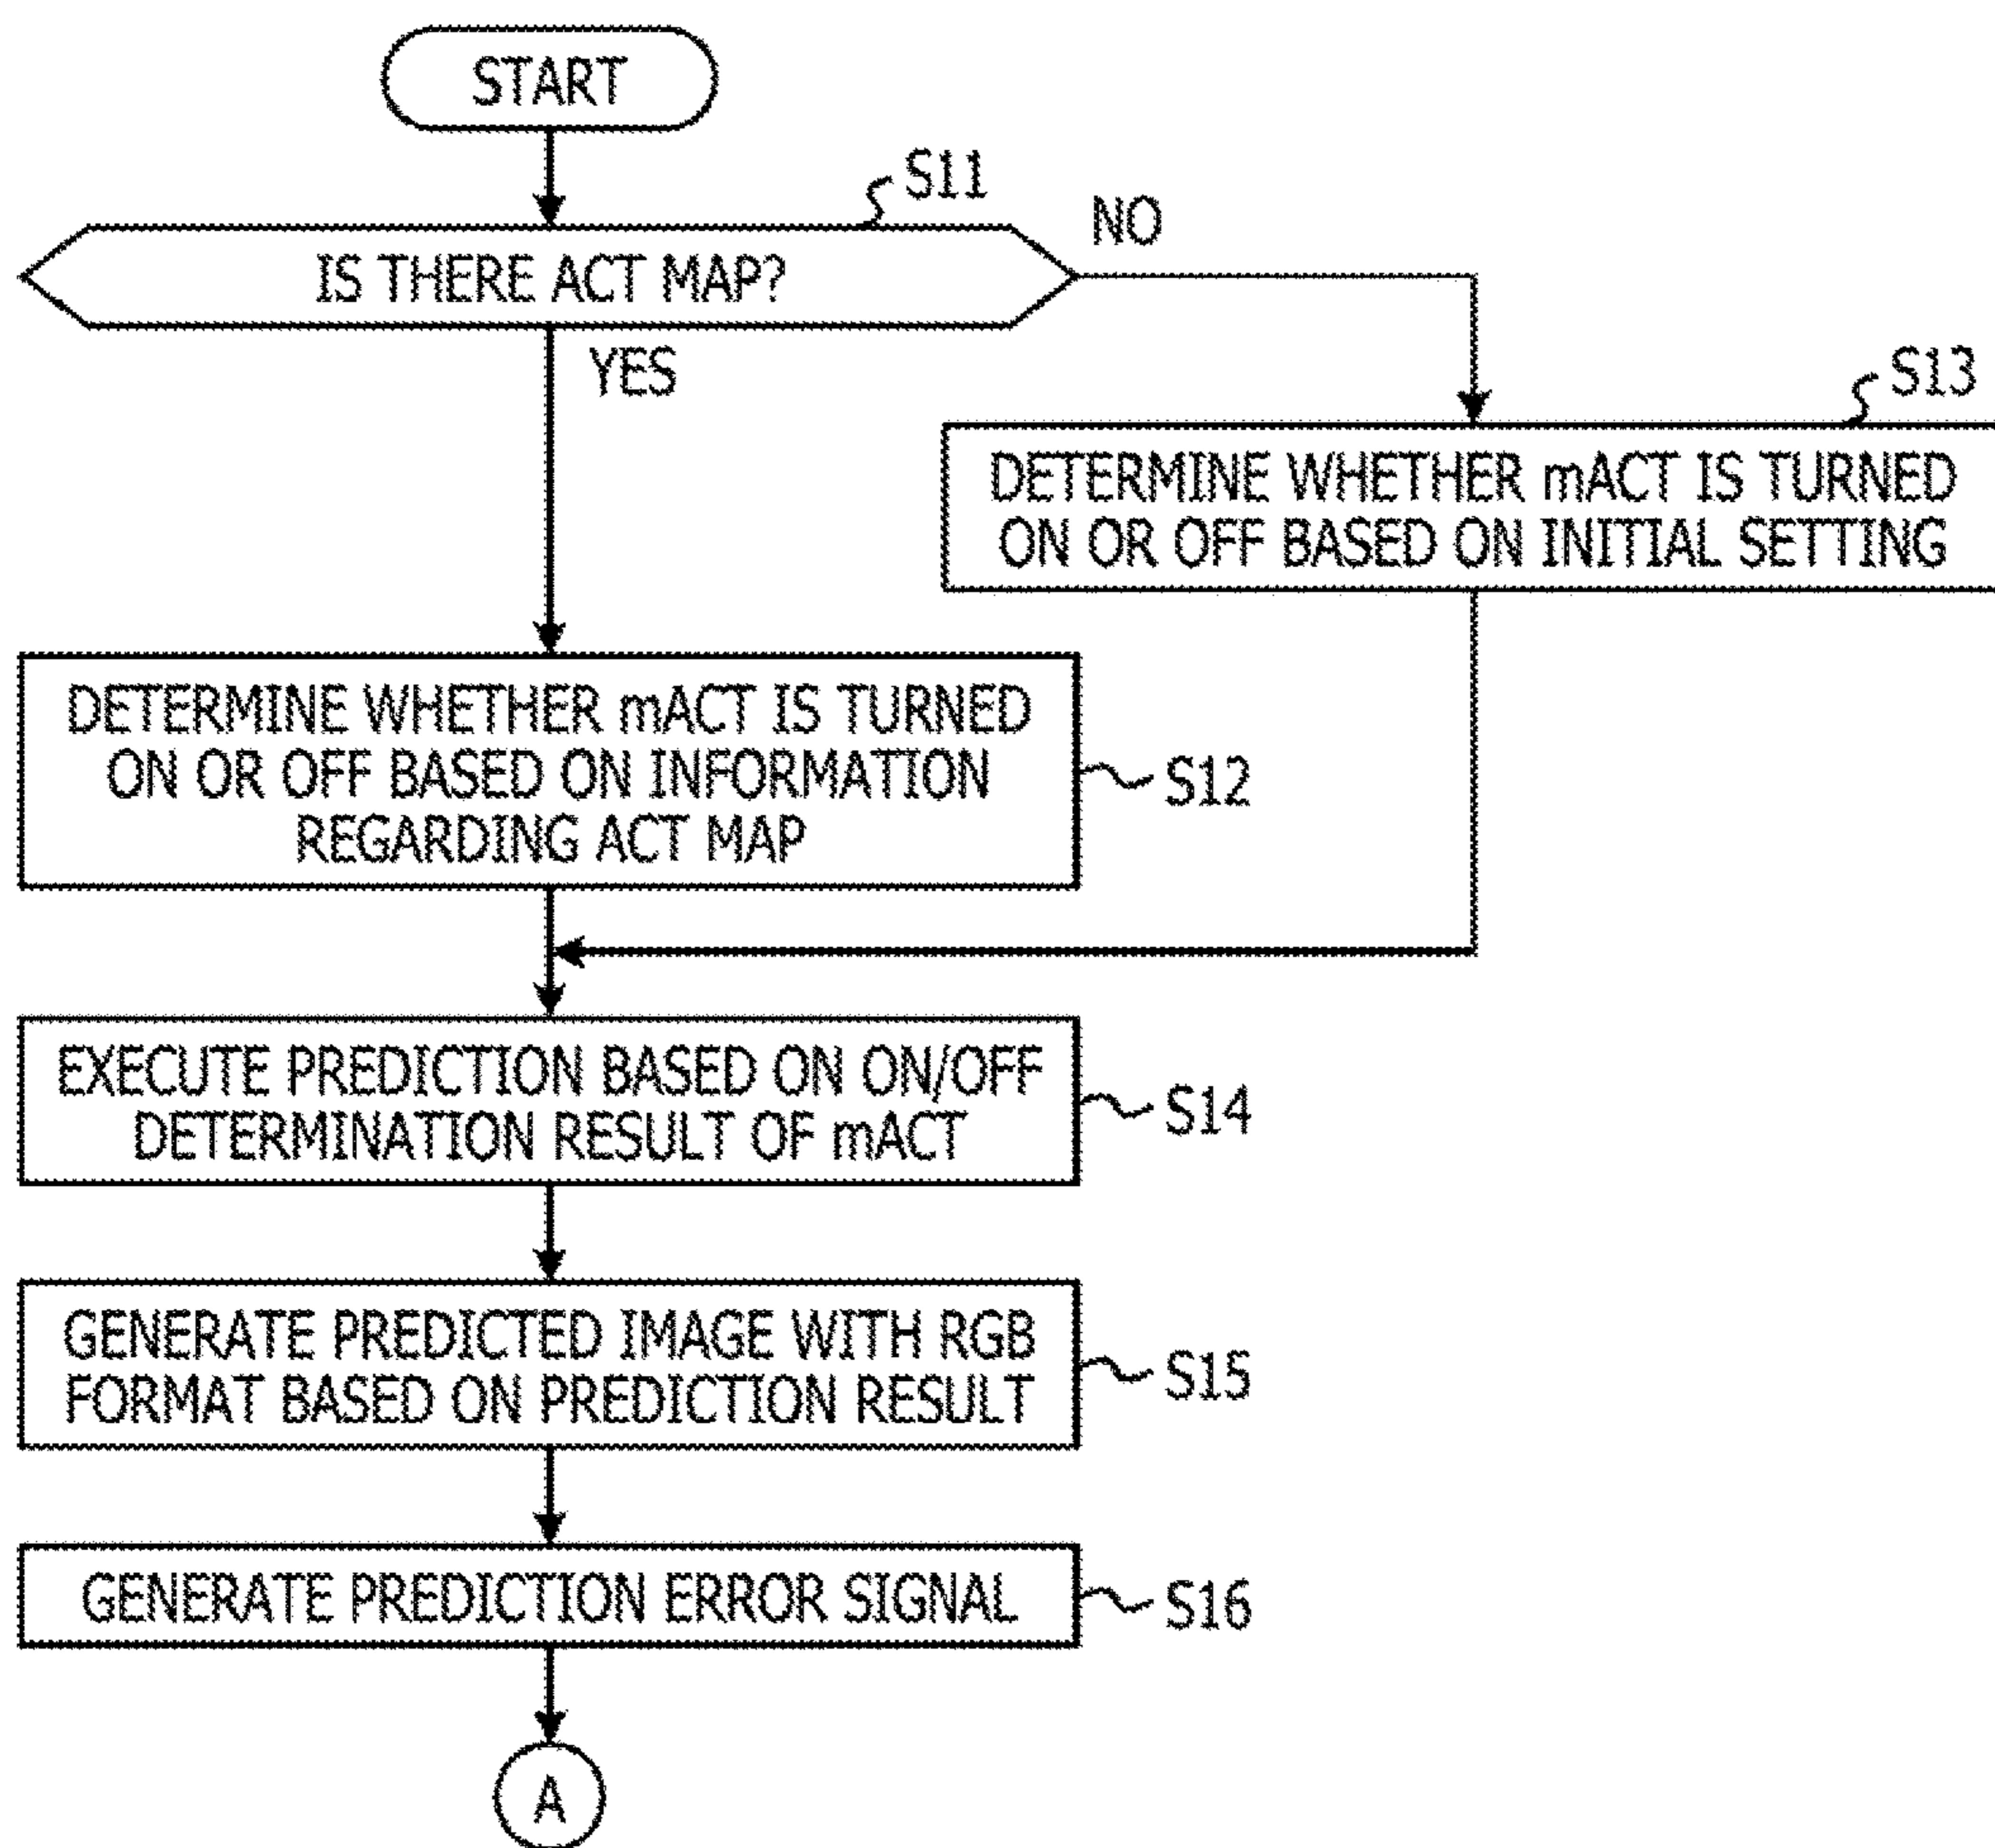 START
S11
IS THERE ACT MAP?
NO
YES
S13
DETERMINE WHETHER mACT IS TURNED
ON OR OFF BASED ON INITIAL SETTING
DETERMINE WHETHER mACT IS TURNED
ON OR OFF BASED ON INFORMATION
REGARDING ACT MAP
S12
EXECUTE PREDICTION BASED ON ON/OFF
DETERMINATION RESULT OF mACT
S14
GENERATE PREDICTED IMAGE WITH RGB
FORMAT BASED ON PREDICTION RESULT
S15
GENERATE PREDICTION ERROR SIGNAL
S16
A